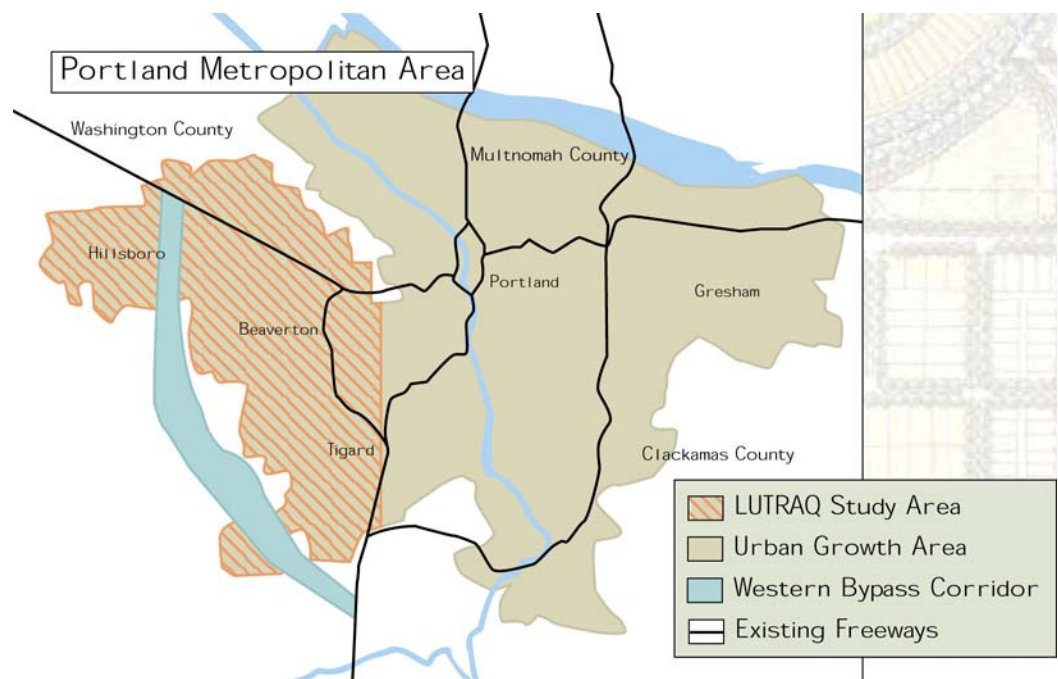 Portland Metropolitan Area
Washington County
Multnomah County
Hillsboro
Portland
Gresham
Beaverton
Tigard
Clackamas County
LUTRAQ Study Area
Urban Growth Area
Western Bypass Corridor
Existing Freeways